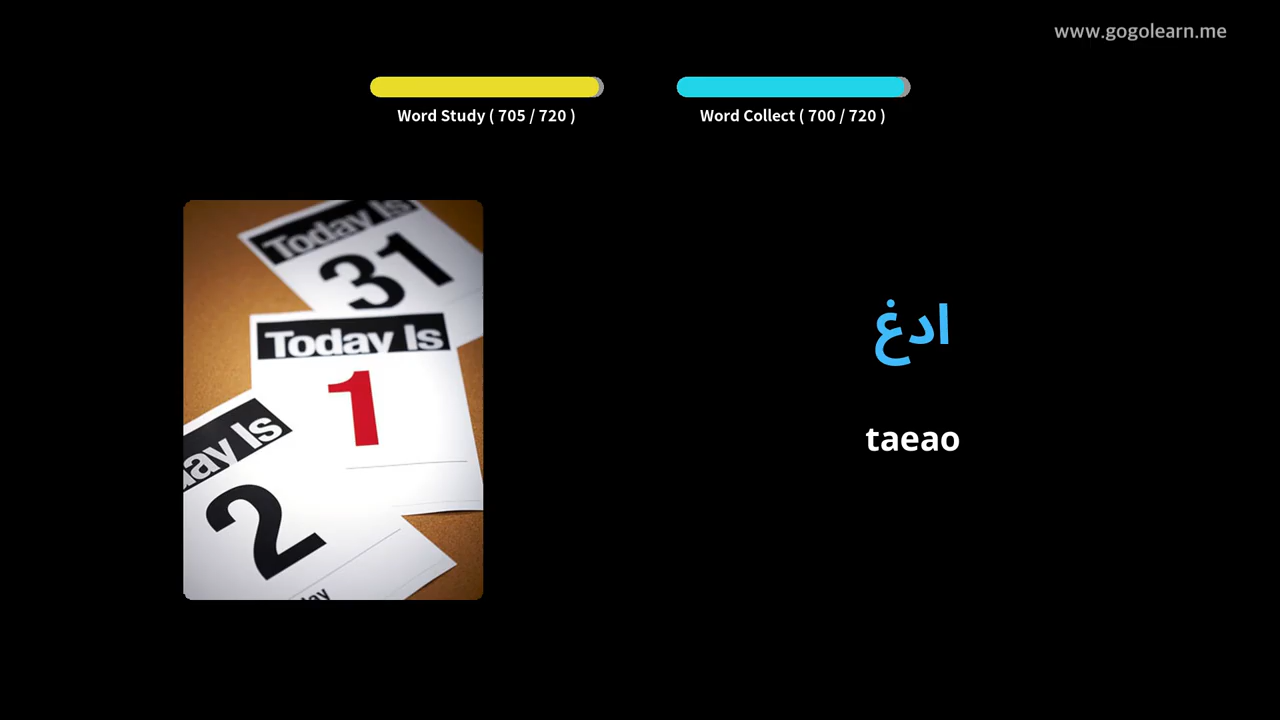 www.gogolearn.me
Word Study ( 705 / 720 )
Word Collect ( 700 / 720 )
Today Is
31
Today Is
1
ay Is
2
ادغ
taeao